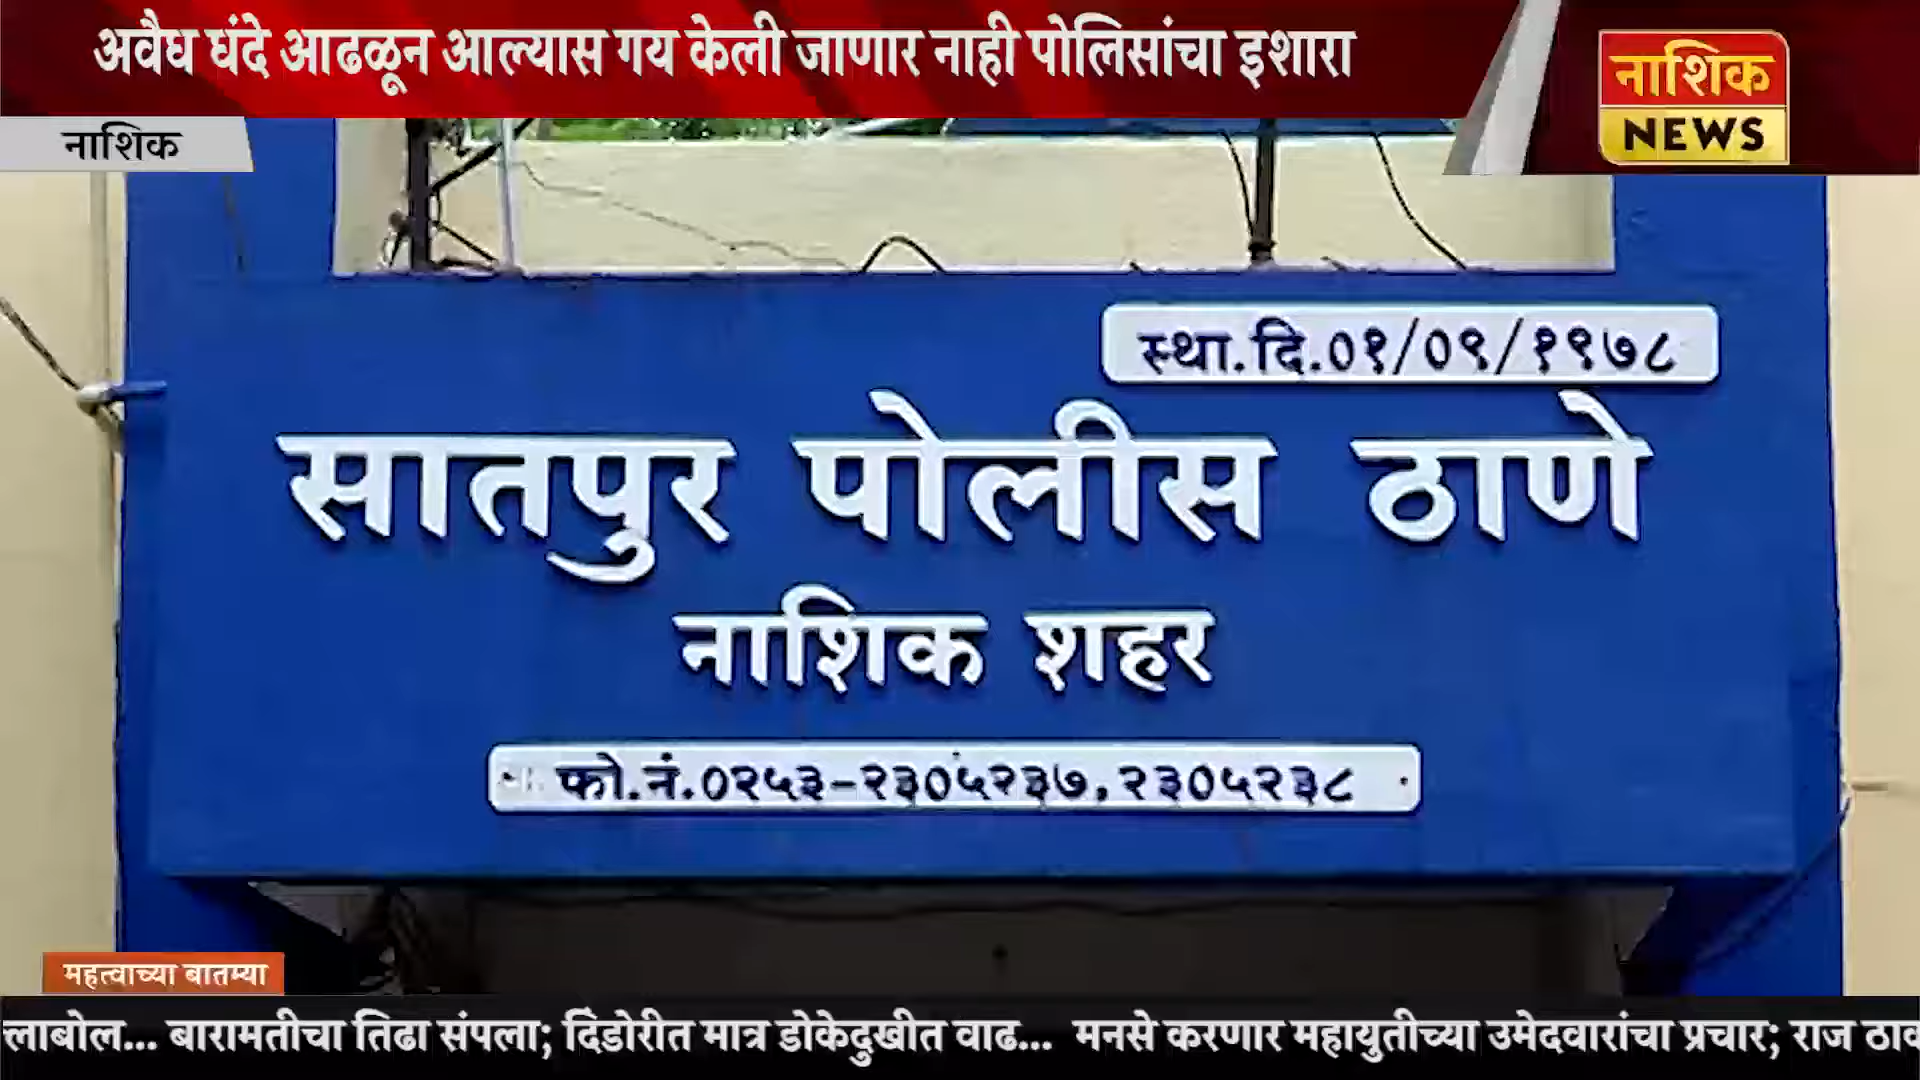 अवैध धंदे आढळून आल्यास गय केली जाणार नाही पोलिसांचा इशारा
नाशिक
NEWS
नाशिक
स्था.दि.०१/०९/१९७८
सातपुर पोलीस ठाणे
नाशिक शहर
फो.नं.०२५३-२३०५२३७,२३०५२३८
महत्वाच्या बातम्या
लाबोल... बारामतीचा तिढा संपला; दिंडोरीत मात्र डोकेदुखीत वाढ... मनसे करणार महायुतीच्या उमेदवारांचा प्रचार; राज